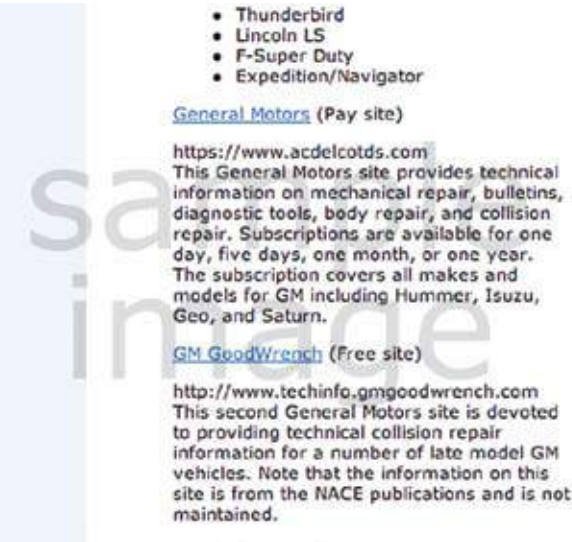 • Thunderbird
• Lincoln LS
• F-Super Duty
• Expedition/Navigator
General Motors (Pay site)
https://www.acdelcotds.com
This General Motors site provides technical
information on mechanical repair, bulletins,
diagnostic tools, body repair, and collision
repair. Subscriptions are available for one
day, five days, one month, or one year.
The subscription covers all makes and
models for GM including Hummer, Isuzu,
Geo, and Saturn.
GM GoodWrench (Free site)
http://www.techinfo.gmgoodwrench.com
This second General Motors site is devoted
to providing technical collision repair
information for a number of late model GM
vehicles. Note that the information on this
site is from the NACE publications and is not
maintained.
sample
image